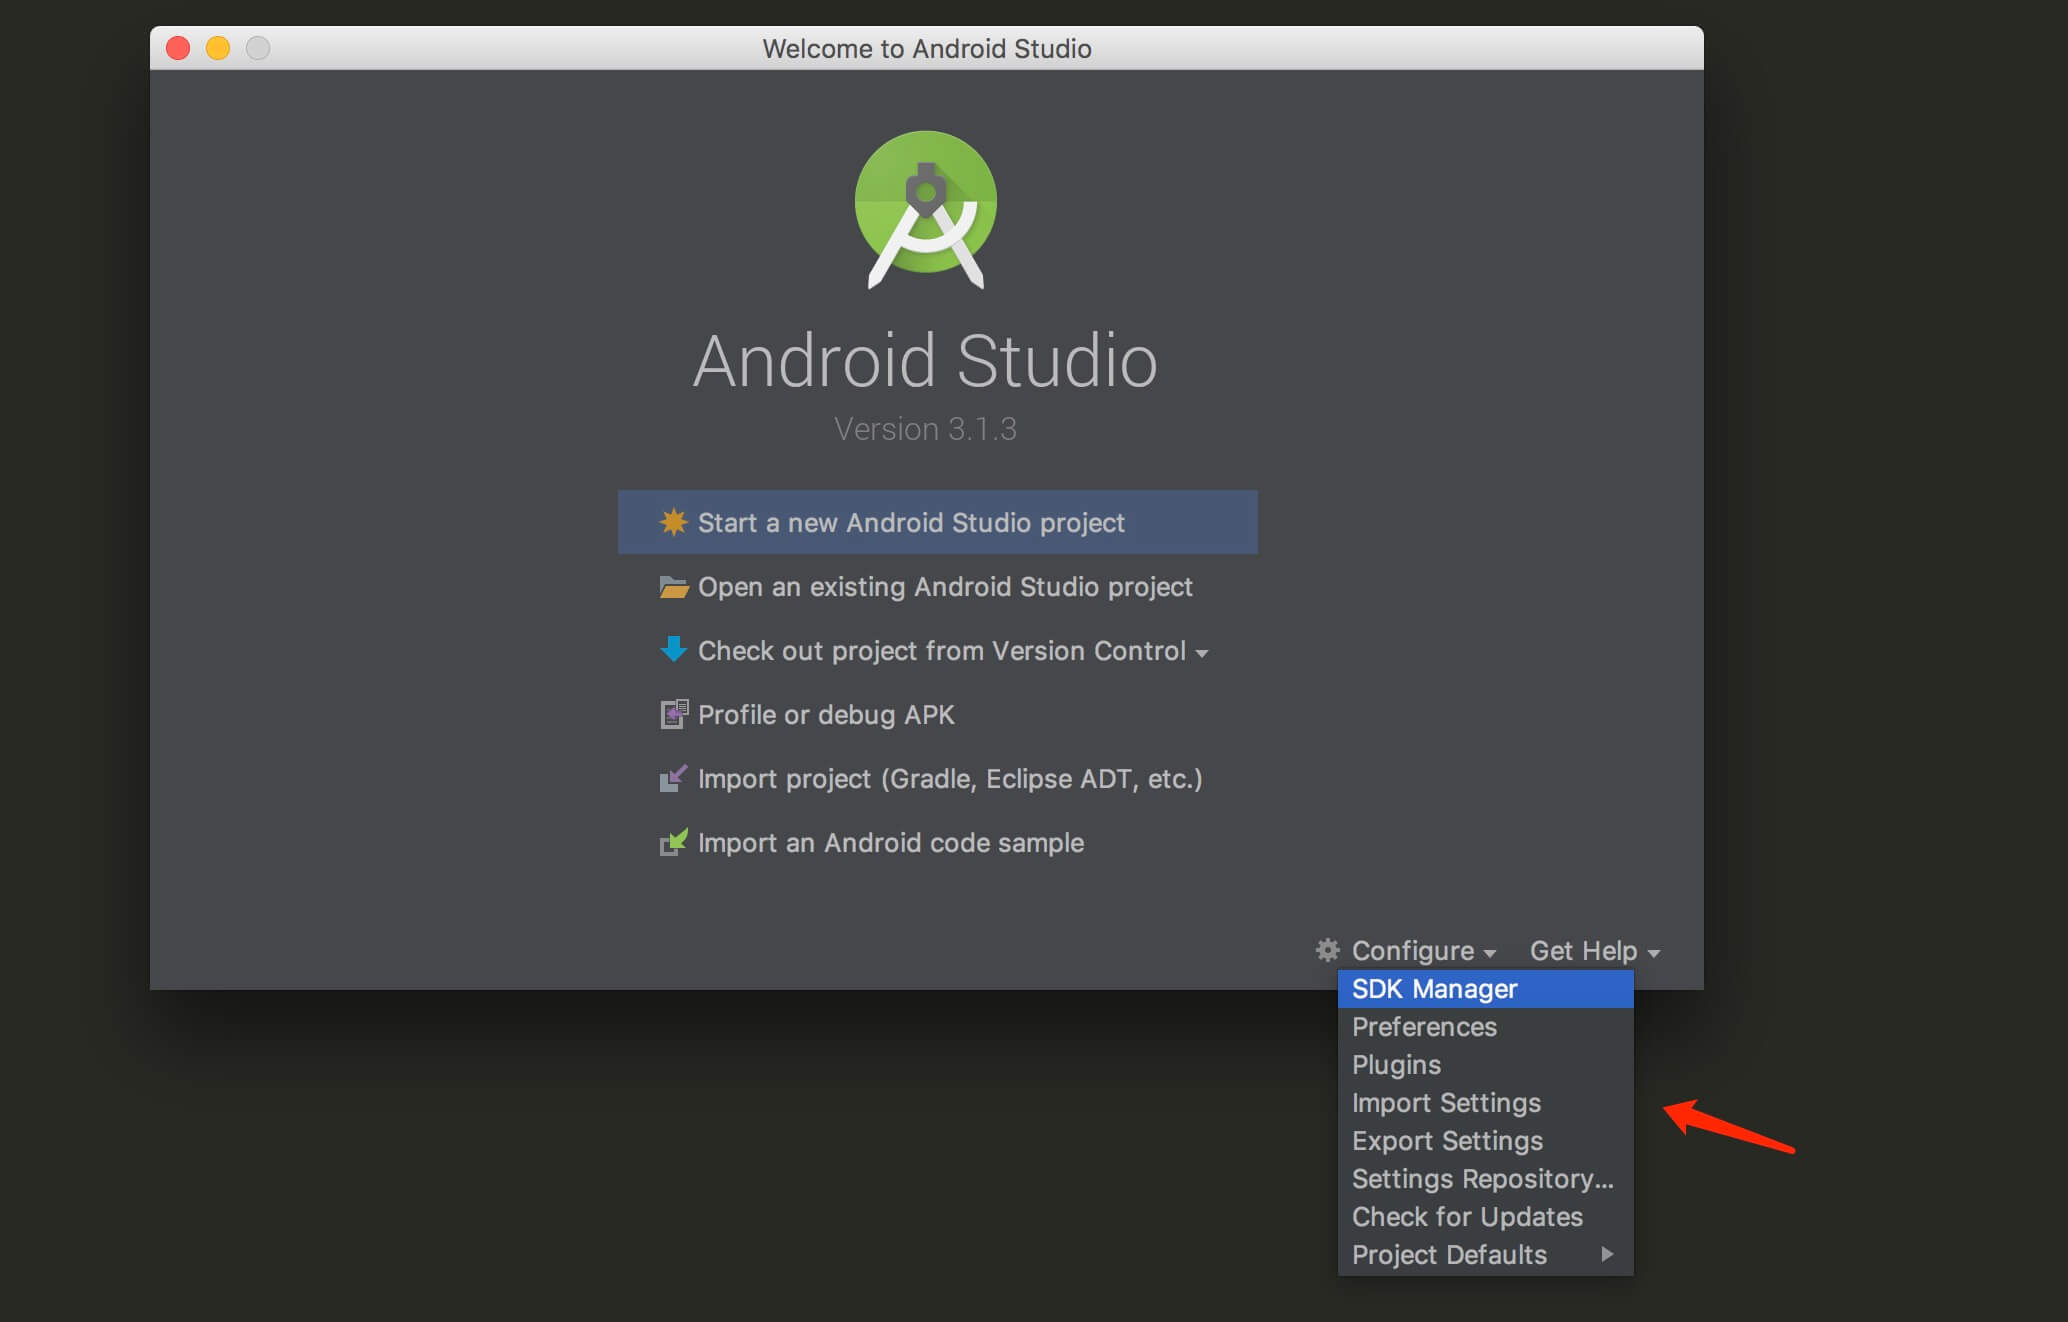 Welcome to Android Studio
Android Studio
Version 3.1.3
Start a new Android Studio project
Open an existing Android Studio project
Check out project from Version Control
Profile or debug APK
Import project (Gradle, Eclipse ADT, etc.)
Import an Android code sample
Configure Get Help
SDK Manager
Preferences
Plugins
Import Settings
Export Settings
Settings Repository...
Check for Updates
Project Defaults